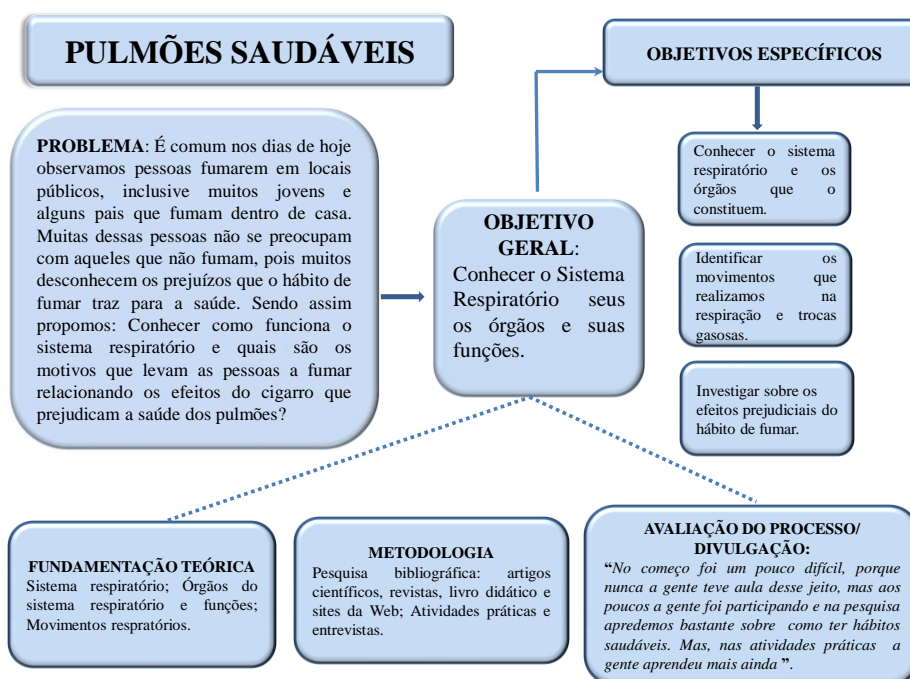 PULMÕES SAUDÁVEIS
OBJETIVOS ESPECÍFICOS
PROBLEMA: É comum nos dias de hoje
observamos pessoas fumarem em locais
públicos, inclusive muitos jovens e
alguns pais que fumam dentro de casa.
Muitas dessas pessoas não se preocupam
com aqueles que não fumam, pois muitos
desconhecem os prejuízos que o hábito de
fumar traz para a saúde. Sendo assim
propomos: Conhecer como funciona o
sistema respiratório e quais são os
motivos que levam as pessoas a fumar
relacionando os efeitos do cigarro que
prejudicam a saúde dos pulmões?
OBJETIVO
GERAL:
Conhecer o Sistema
Respiratório seus
os órgãos e suas
funções.
Conhecer o sistema
respiratório e os
órgãos que o
constituem.
Identificar os
movimentos que
realizamos na
respiração e trocas
gasosas.
Investigar sobre os
efeitos prejudiciais do
hábito de fumar.
FUNDAMENTAÇÃO TEÓRICA
Sistema respiratório; Órgãos do
sistema respiratório e funções;
Movimentos respratórios.
METODOLOGIA
Pesquisa bibliográfica: artigos
científicos, revistas, livro didático e
sites da Web; Atividades práticas e
entrevistas.
AVALIAÇÃO DO PROCESSO/
DIVULGAÇÃO:
“No começo foi um pouco difícil, porque
nunca a gente teve aula desse jeito, mas aos
poucos a gente foi participando e na pesquisa
apredemos bastante sobre como ter hábitos
saudáveis. Mas, nas atividades práticas a
gente aprendeu mais ainda ”.